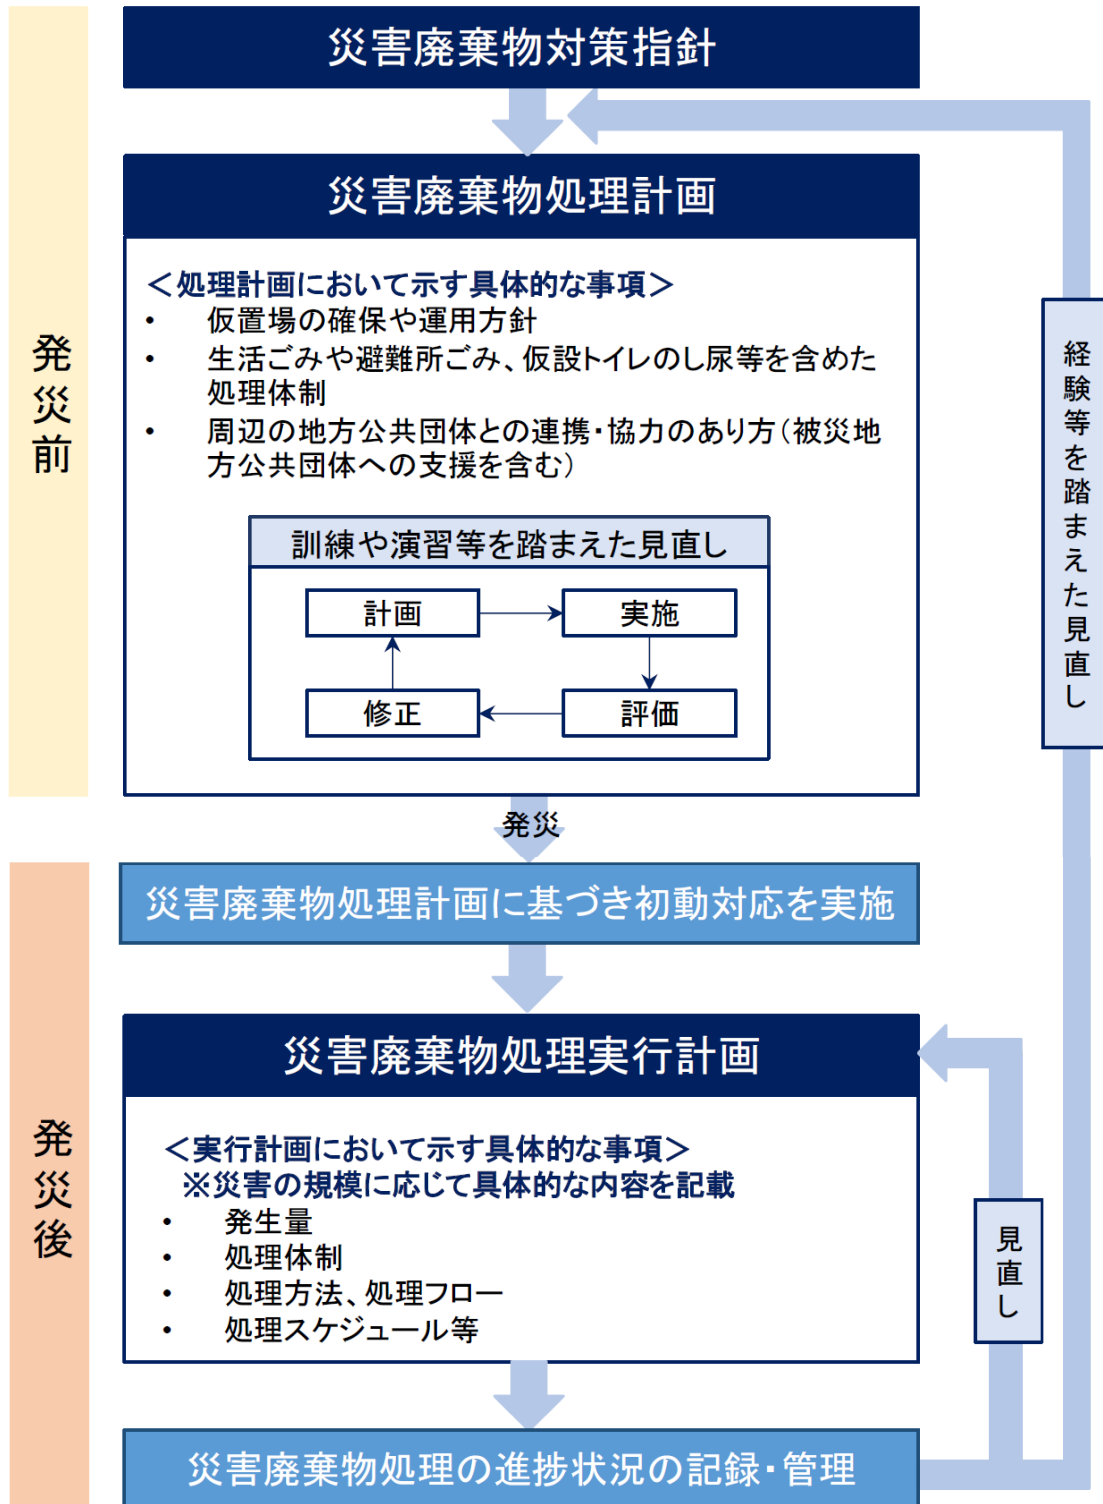 災害廃棄物対策指針
発災前
災害廃棄物処理計画
＜処理計画において示す具体的な事項＞
• 仮置場の確保や運用方針
• 生活ごみや避難所ごみ、仮設トイレのし尿等を含めた
処理体制
• 周辺の地方公共団体との連携・協力のあり方（被災地
方公共団体への支援を含む）
訓練や演習等を踏まえた見直し
計画
実施
修正
評価
経験等を踏まえた見直し
発災
発災後
災害廃棄物処理計画に基づき初動対応を実施
災害廃棄物処理実行計画
＜実行計画において示す具体的な事項＞
※災害の規模に応じて具体的な内容を記載
• 発生量
• 処理体制
• 処理方法、処理フロー
• 処理スケジュール等
見直し
災害廃棄物処理の進捗状況の記録・管理